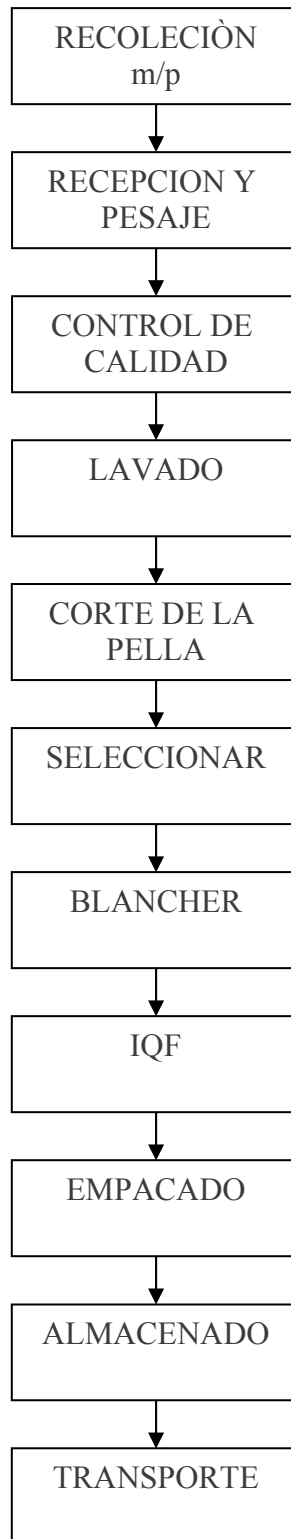 RECOLECIÒN
m/p
RECEPCION Y
PESAJE
CONTROL DE
CALIDAD
LAVADO
CORTE DE LA
PELLA
SELECCIONAR
BLANCHER
IQF
EMPACADO
ALMACENADO
TRANSPORTE